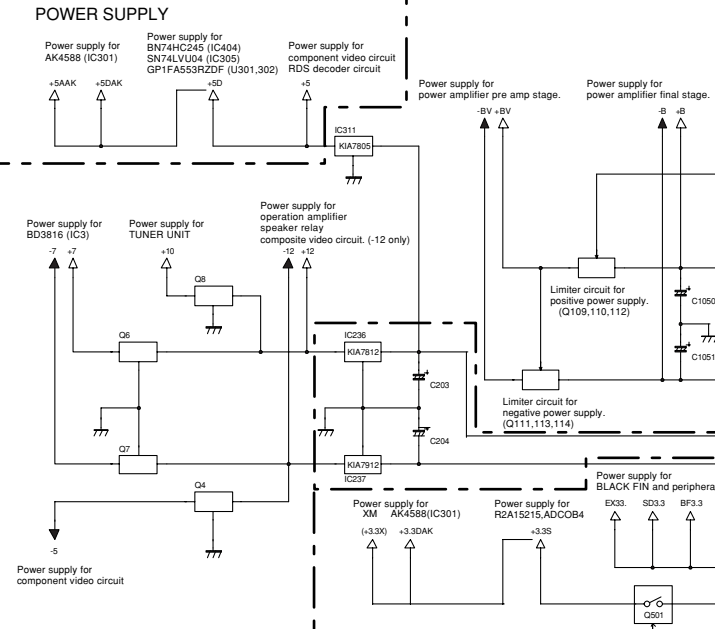 POWER SUPPLY
Power supply for
AK4588 (IC301)
Power supply for
BN74HC245 (IC404)
SN74LVU04 (IC305)
GP1FA553RZDF (U301,302)
Power supply for
component video circuit
RDS decoder circuit
+5AAK
+5DAK
+5D
+5
Power supply for
power amplifier pre amp stage.
Power supply for
power amplifier final stage.
-BV +BV
-B +B
IC311
KIA7805
Power supply for
BD3816 (IC3)
Power supply for
TUNER UNIT
Power supply for
operation amplifier
speaker relay
composite video circuit. (-12 only)
-7 +7
+10
-12 +12
Q8
Limiter circuit for
positive power supply.
(Q109,110,112)
C1050
Q6
IC236
KIA7812
C1051
C203
Limiter circuit for
negative power supply.
(Q111,113,114)
C204
Q7
KIA7912
IC237
Q4
Power supply for
XM AK4588(IC301)
Power supply for
R2A15215,ADCOB4
Power supply for
BLACK FIN and periphera
(+3.3X)
+3.3DAK
+3.3S
EX33.
SD3.3
BF3.3
-5
Power supply for
component video circuit
Q501